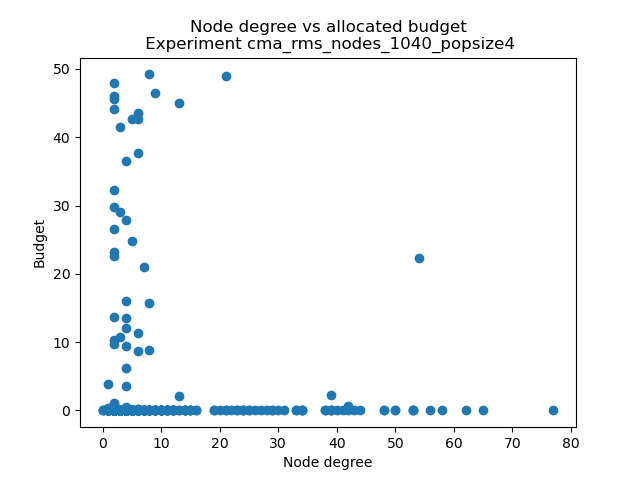 Node degree vs allocated budget
Experiment cma_rms_nodes_1040_popsize4
50
40
30
20
10
0
Budget
0 10 20 30 40 50 60 70 80
Node degree